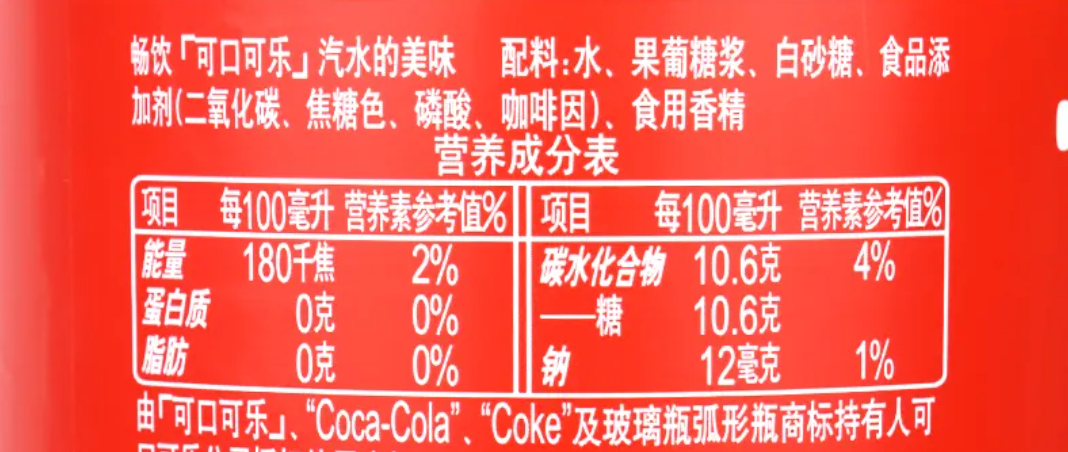 畅饮「可口可乐」汽水的美味 配料:水、果葡糖浆、白砂糖、食品添
加剂(二氧化碳、焦糖色、磷酸、咖啡因)、食用香精
营养成分表
项目 每100毫升 营养素参考值% 项目 每100毫升 营养素参考值%
能量 180千焦 2% 碳水化合物 10.6克 4%
蛋白质 0克 0% ——糖 10.6克
脂肪 0克 0% 钠 12毫克 1%
由「可口可乐」、“Coca-Cola”、“Coke”及玻璃瓶弧形瓶商标持有人可